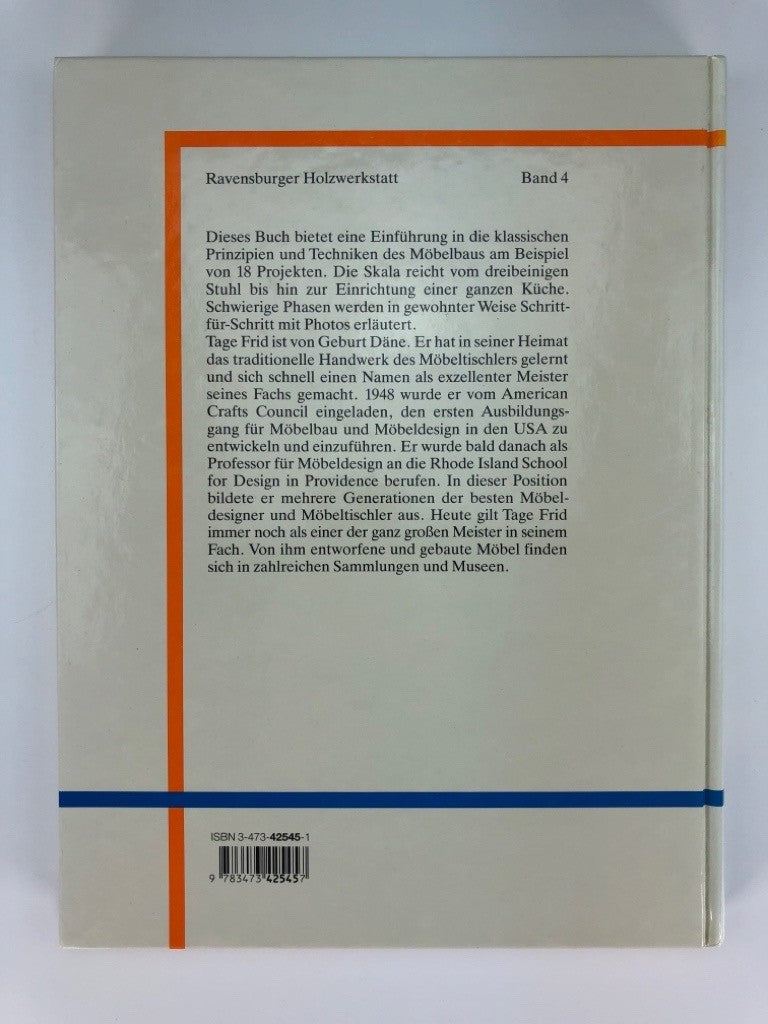 Ravensburger Holzwerkstatt Band 4
Dieses Buch bietet eine Einführung in die klassischen
Prinzipien und Techniken des Möbelbaus am Beispiel
von 18 Projekten. Die Skala reicht vom dreibeinigen
Stuhl bis hin zur Einrichtung einer ganzen Küche.
Schwierige Phasen werden in gewohnter Weise Schritt-
für-Schritt mit Photos erläutert.
Tage Frid ist von Geburt Däne. Er hat in seiner Heimat
das traditionelle Handwerk des Möbeltischlers gelernt
und sich schnell einen Namen als exzellenter Meister
seines Fachs gemacht. 1948 wurde er vom American
Crafts Council eingeladen, den ersten Ausbildungs-
gang für Möbelbau und Möbeldesign in den USA zu
entwickeln und einzuführen. Er wurde bald danach als
Professor für Möbeldesign an die Rhode Island School
for Design in Providence berufen. In dieser Position
bildete er mehrere Generationen der besten Möbel-
designer und Möbeltischler aus. Heute gilt Tage Frid
immer noch als einer der ganz großen Meister in seinem
Fach. Von ihm entworfene und gebaute Möbel finden
sich in zahlreichen Sammlungen und Museen.
ISBN 3-473-42545-1
9 783473 425457